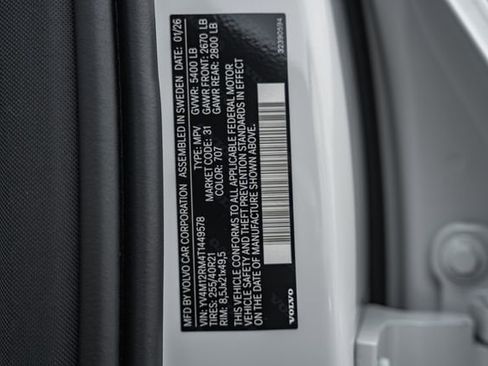 MFD BY VOLVO CAR CORPORATION ASSEMBLED IN SWEDEN DATE: 01/26
VIN: YV4M12RM4T1449578 TYPE: MPV GVWR: 5400 LB
TIRES: 255/40R21 MARKET CODE: 31 GAWR FRONT: 2670 LB
RIM: 8,5Jx21x49,5 COLOR: 707 GAWR REAR: 2800 LB
THIS VEHICLE CONFORMS TO ALL APPLICABLE FEDERAL MOTOR
VEHICLE SAFETY AND THEFT PREVENTION STANDARDS IN EFFECT
ON THE DATE OF MANUFACTURE SHOWN ABOVE.
VOLVO
32390594